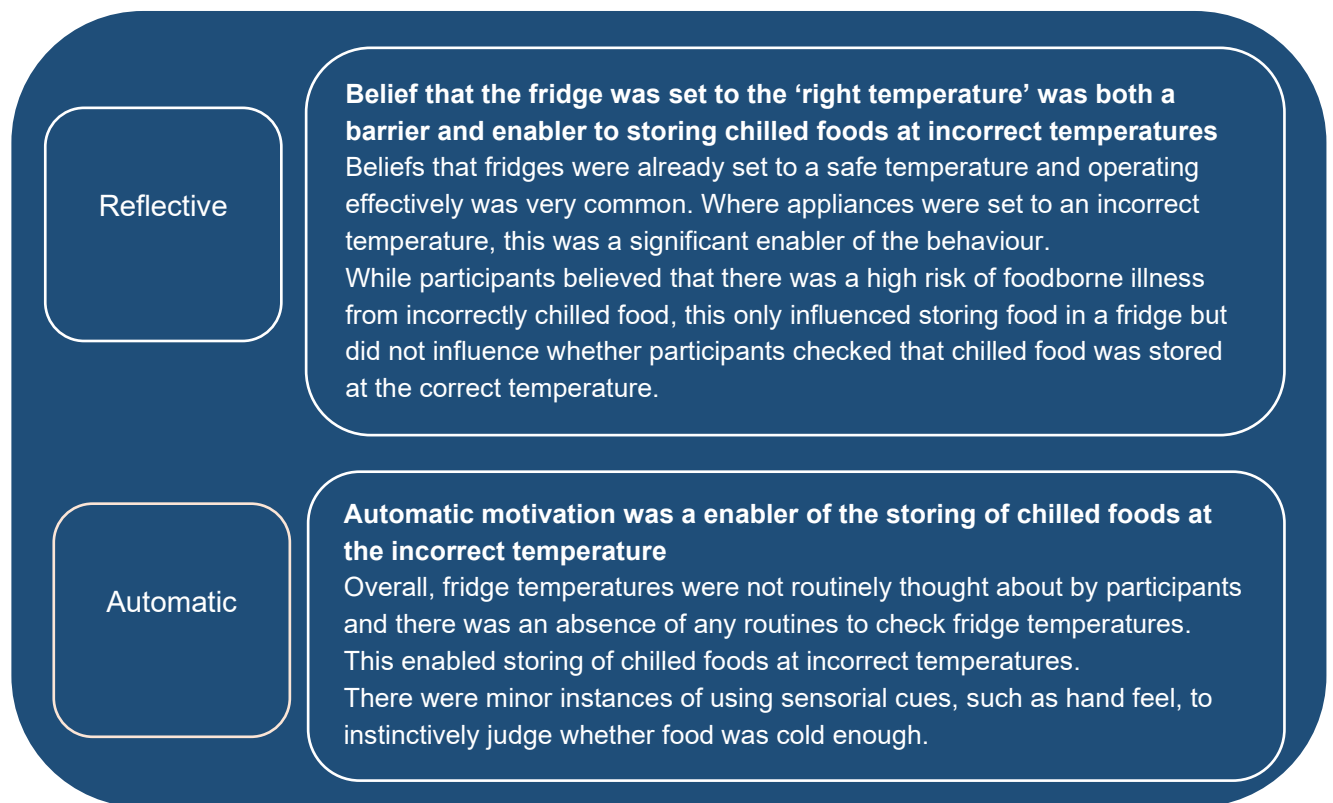 Reflective
Belief that the fridge was set to the ‘right temperature’ was both a
barrier and enabler to storing chilled foods at incorrect temperatures
Beliefs that fridges were already set to a safe temperature and operating
effectively was very common. Where appliances were set to an incorrect
temperature, this was a significant enabler of the behaviour.
While participants believed that there was a high risk of foodborne illness
from incorrectly chilled food, this only influenced storing food in a fridge but
did not influence whether participants checked that chilled food was stored
at the correct temperature.
Automatic
Automatic motivation was a enabler of the storing of chilled foods at
the incorrect temperature
Overall, fridge temperatures were not routinely thought about by participants
and there was an absence of any routines to check fridge temperatures.
This enabled storing of chilled foods at incorrect temperatures.
There were minor instances of using sensorial cues, such as hand feel, to
instinctively judge whether food was cold enough.